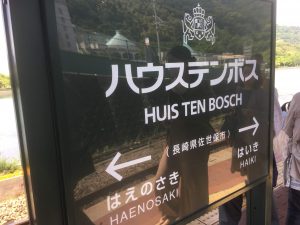 ハウステンボス
HUIS TEN BOSCH
（長崎県佐世保市）
← →
はえのさき はいき
HAENOSAKI HAIKI